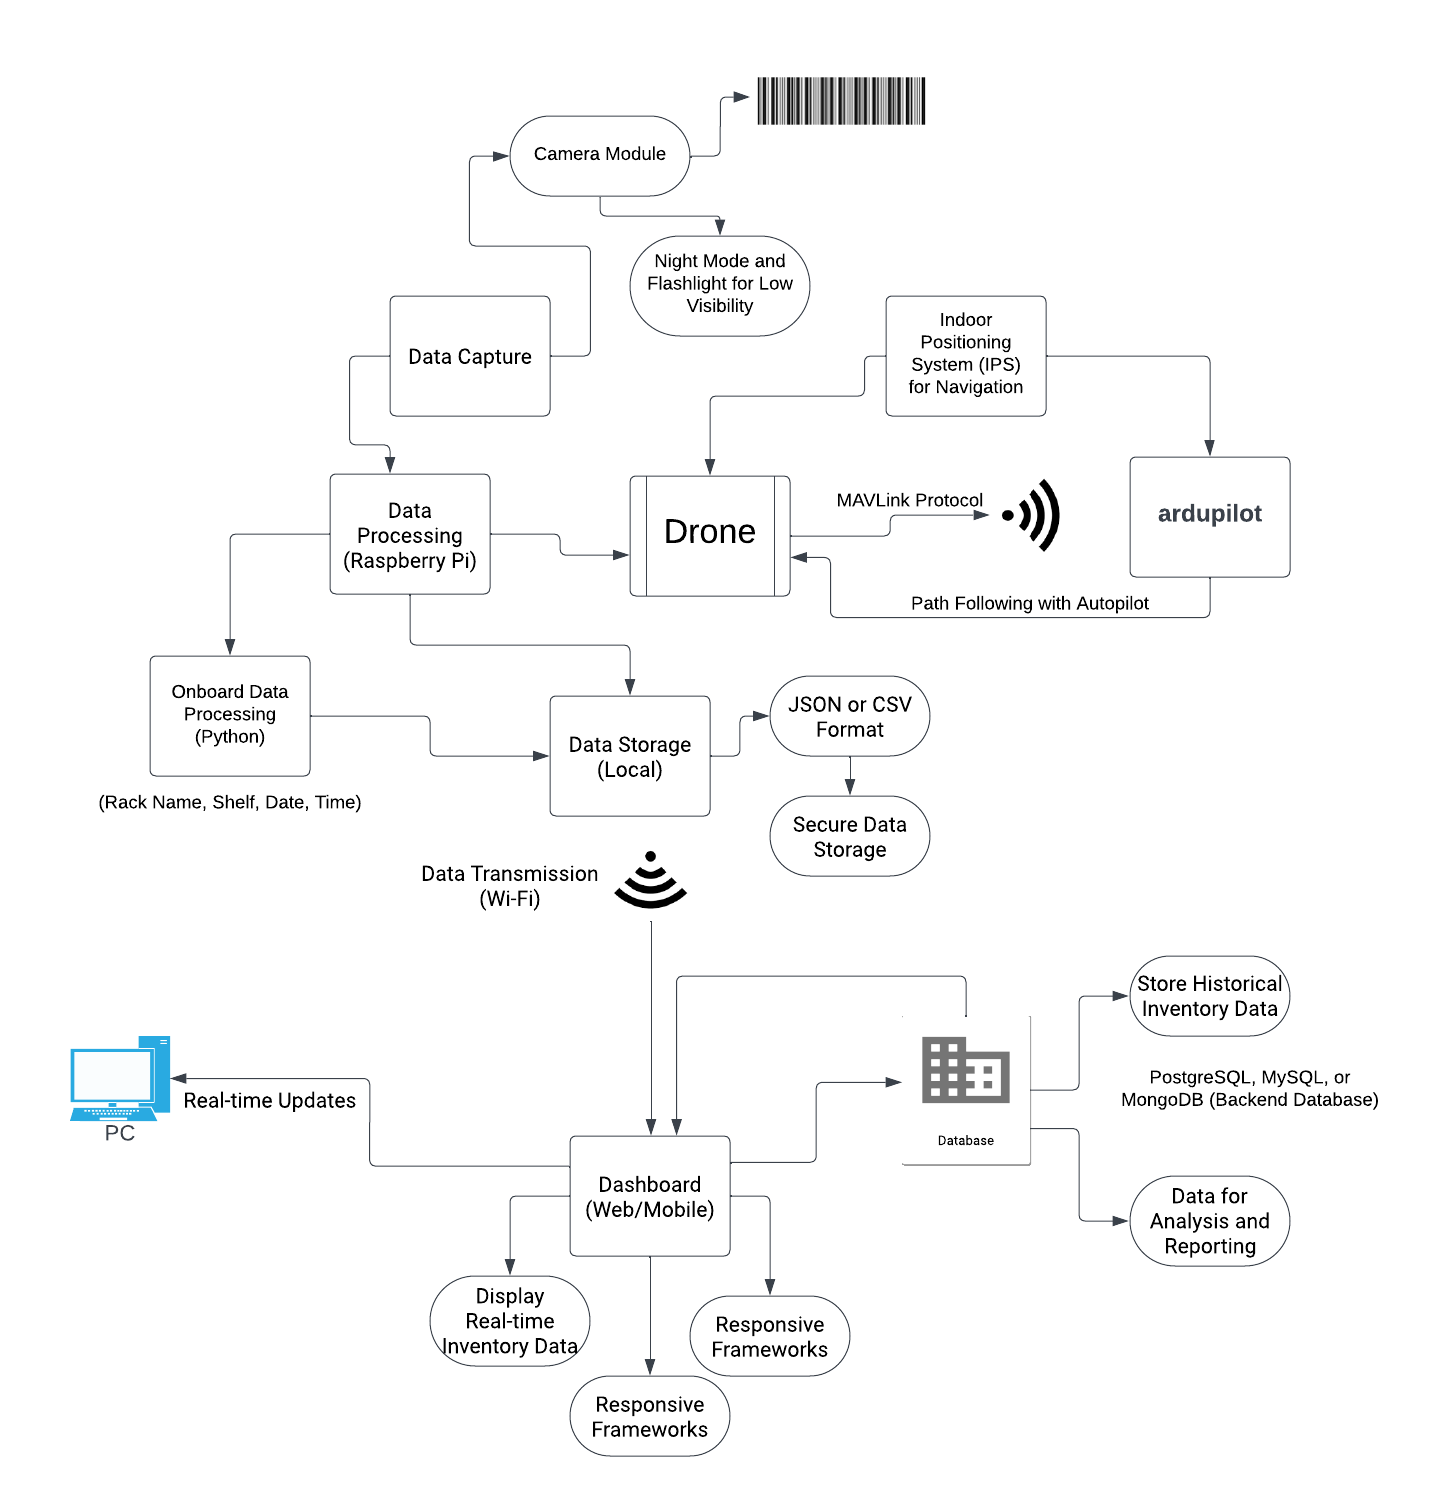 Camera Module
Night Mode and
Flashlight for Low
Visibility
Data Capture
Indoor
Positioning
System (IPS)
for Navigation
Data
Processing
(Raspberry Pi)
Drone
MAVLink Protocol
ardupilot
Path Following with Autopilot
Onboard Data
Processing
(Python)
(Rack Name, Shelf, Date, Time)
Data Storage
(Local)
JSON or CSV
Format
Secure Data
Storage
Data Transmission
(Wi-Fi)
Store Historical
Inventory Data
PostgreSQL, MySQL, or
MongoDB (Backend Database)
Database
Real-time Updates
PC
Dashboard
(Web/Mobile)
Data for
Analysis and
Reporting
Display
Real-time
Inventory Data
Responsive
Frameworks
Responsive
Frameworks